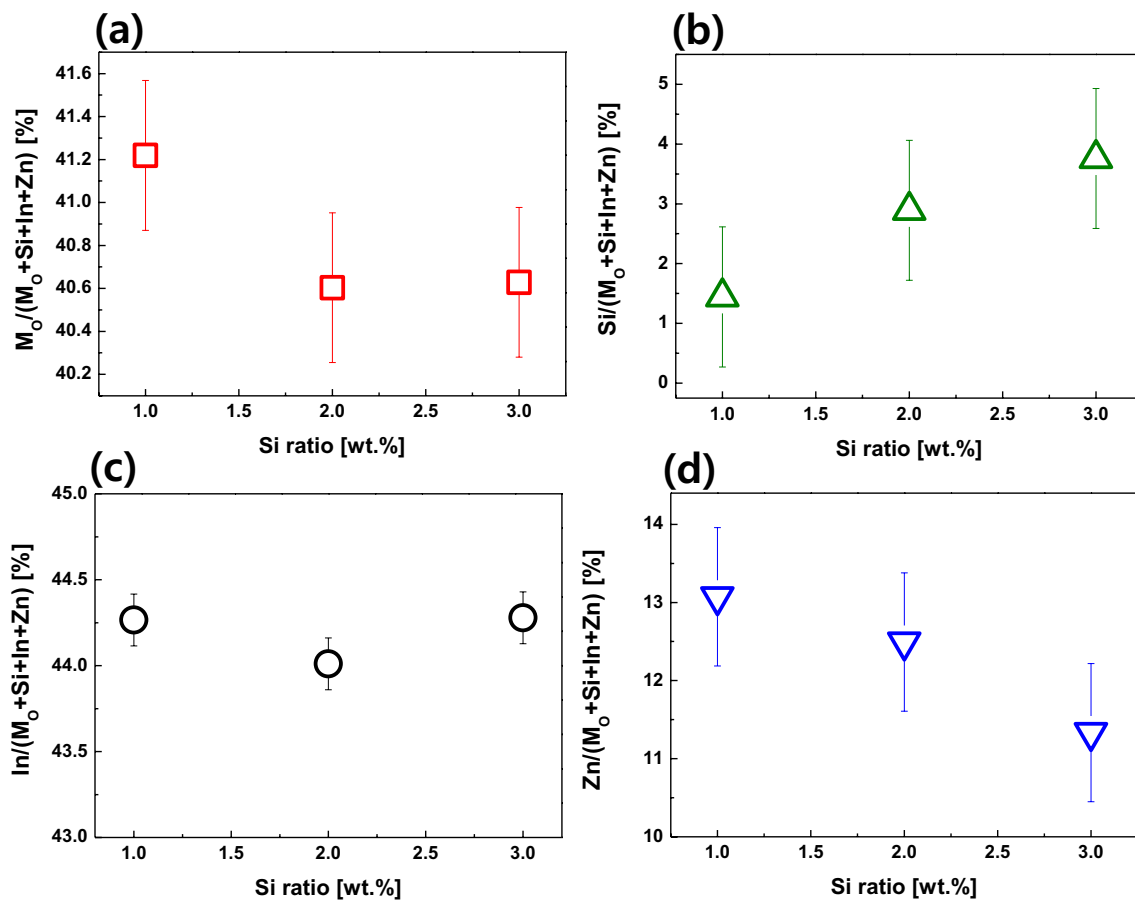 (a)
M_O/(M_O+Si+In+Zn) [%]
41.6
41.4
41.2
41.0
40.8
40.6
40.4
40.2
1.0 1.5 2.0 2.5 3.0
Si ratio [wt.%]
(b)
Si/(M_O+Si+In+Zn) [%]
5
4
3
2
1
0
1.0 1.5 2.0 2.5 3.0
Si ratio [wt.%]
(c)
In/(M_O+Si+In+Zn) [%]
45.0
44.5
44.0
43.5
43.0
1.0 1.5 2.0 2.5 3.0
Si ratio [wt.%]
(d)
Zn/(M_O+Si+In+Zn) [%]
14
13
12
11
10
1.0 1.5 2.0 2.5 3.0
Si ratio [wt.%]